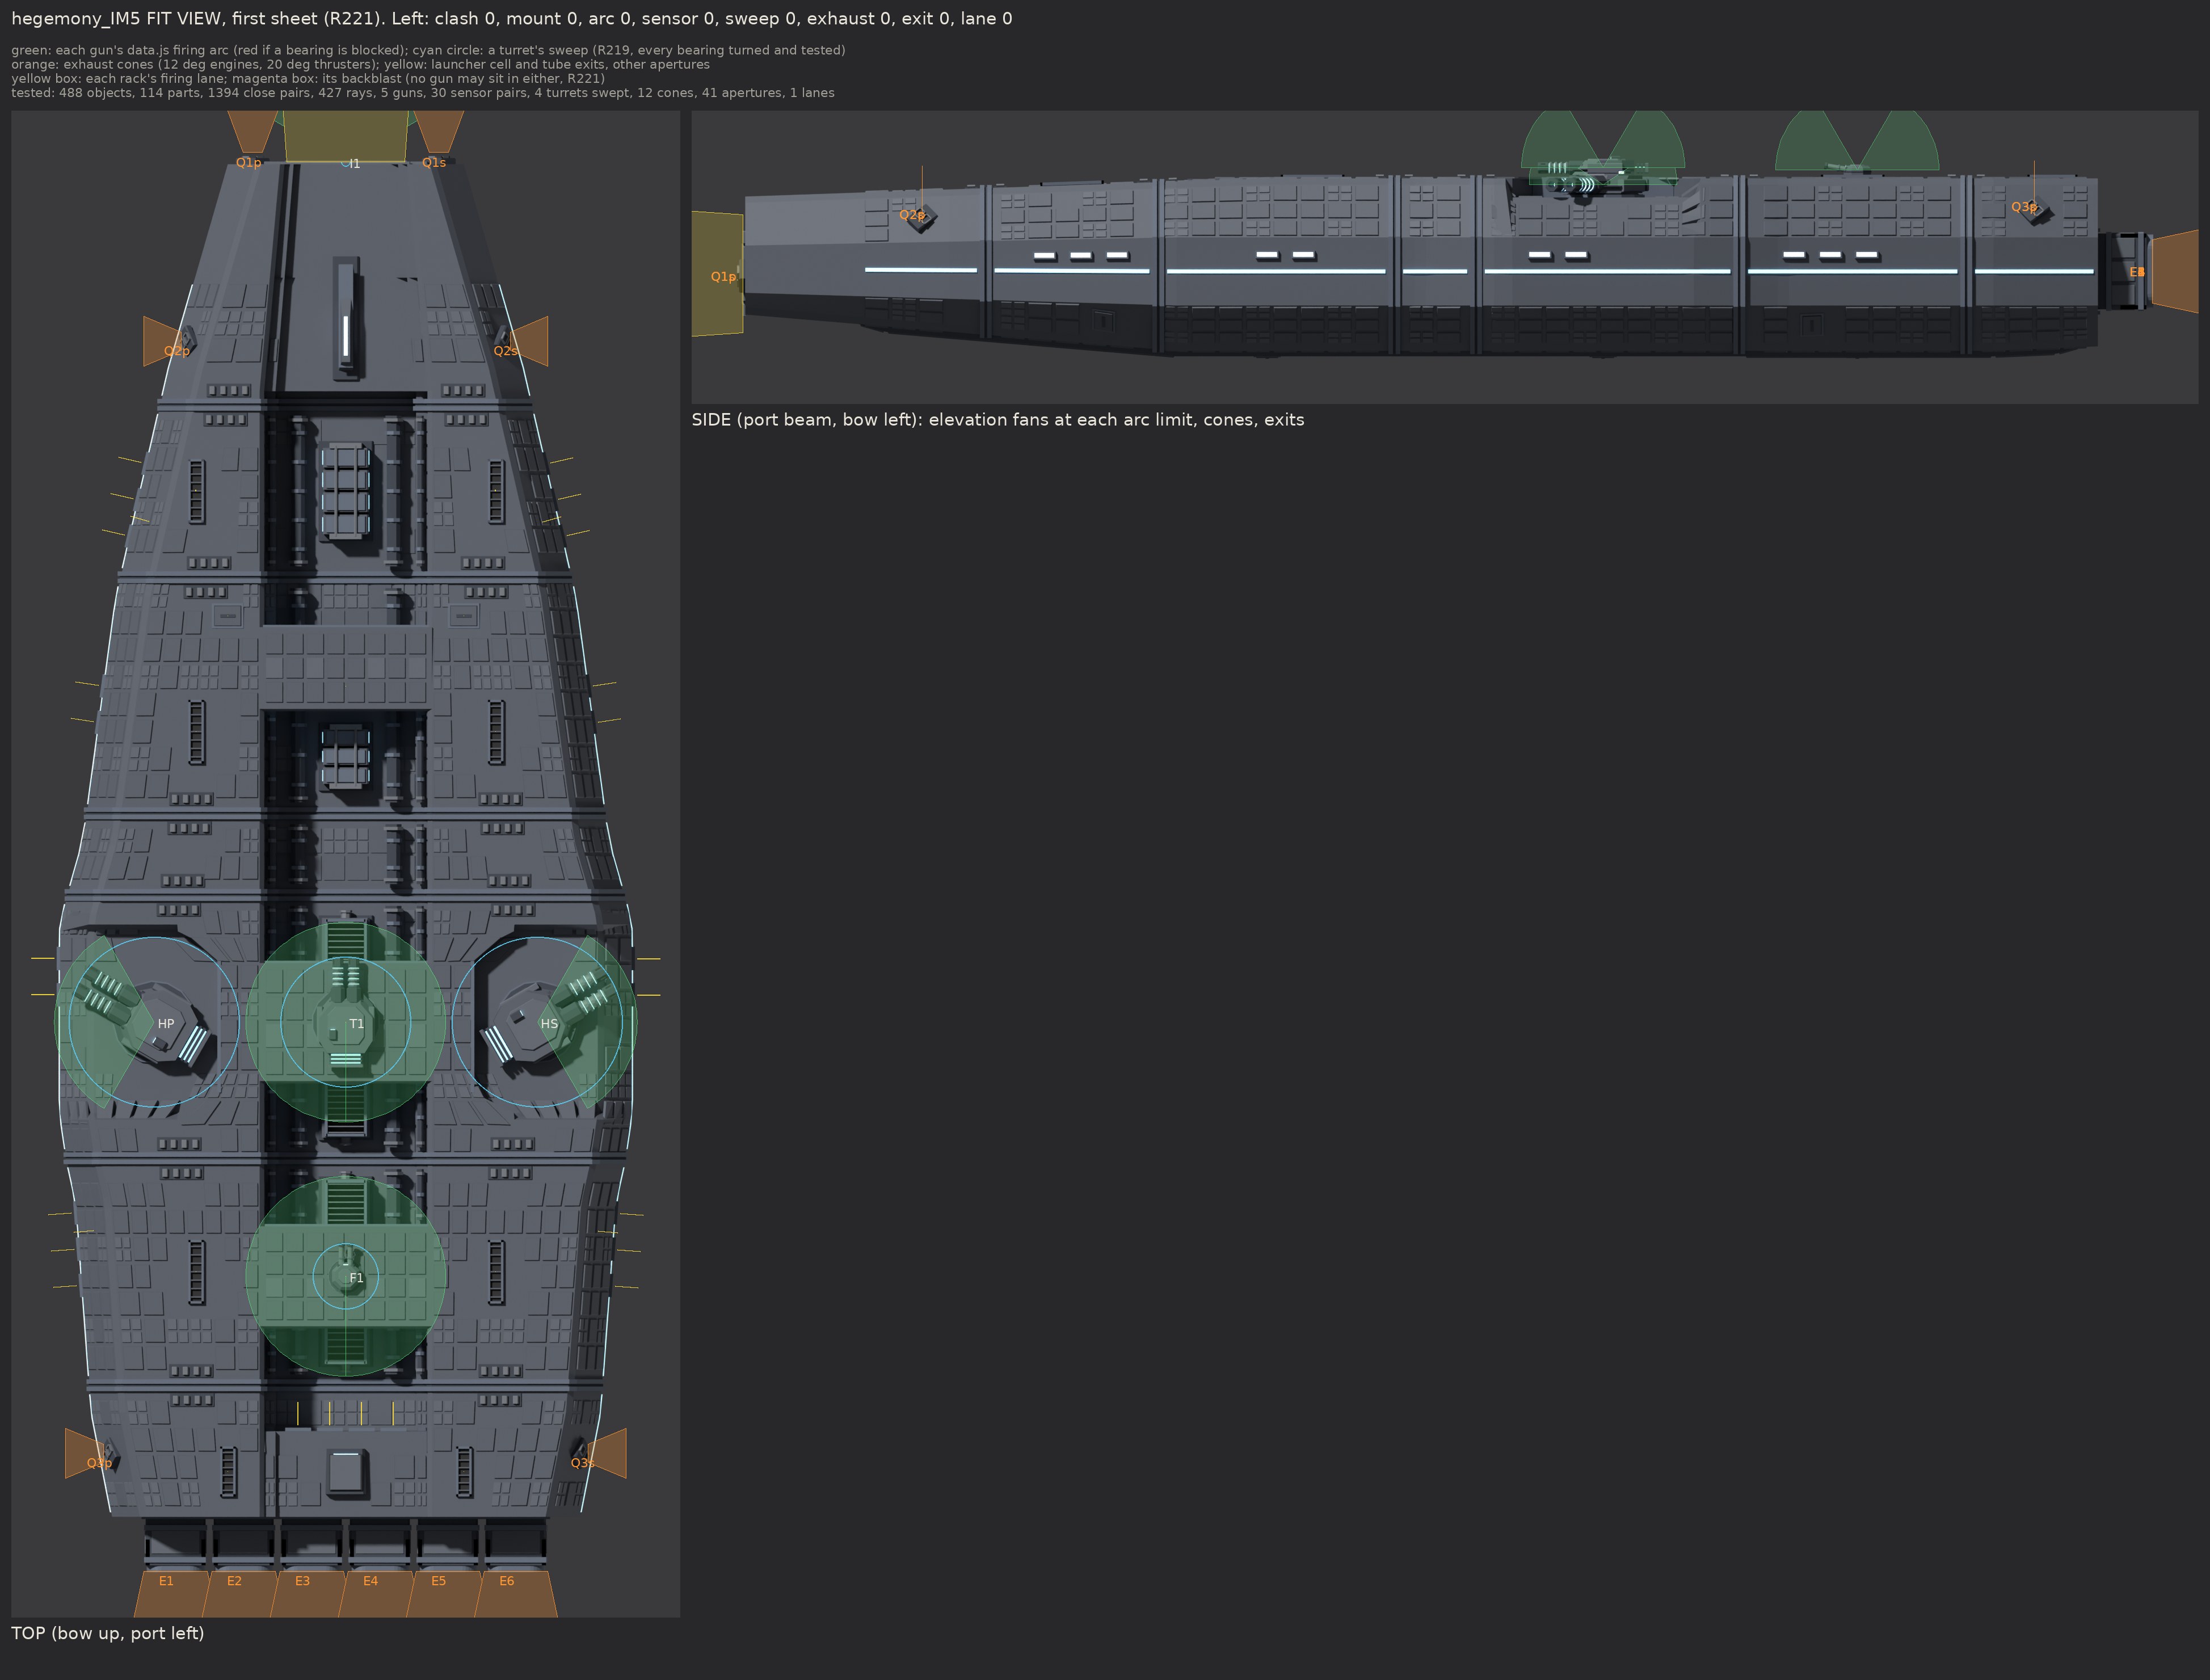 hegemony_IM5 FIT VIEW, first sheet (R221). Left: clash 0, mount 0, arc 0, sensor 0, sweep 0, exhaust 0, exit 0, lane 0
green: each gun's data.js firing arc (red if a bearing is blocked); cyan circle: a turret's sweep (R219, every bearing turned and tested)
orange: exhaust cones (12 deg engines, 20 deg thrusters); yellow: launcher cell and tube exits, other apertures
yellow box: each rack's firing lane; magenta box: its backblast (no gun may sit in either, R221)
tested: 488 objects, 114 parts, 1394 close pairs, 427 rays, 5 guns, 30 sensor pairs, 4 turrets swept, 12 cones, 41 apertures, 1 lanes
Q1p
I1
Q1s
Q2p
Q2s
HP
T1
HS
F1
Q3p
Q3s
E1
E2
E3
E4
E5
E6
TOP (bow up, port left)
Q1p
Q2p
Q3p
SIDE (port beam, bow left): elevation fans at each arc limit, cones, exits